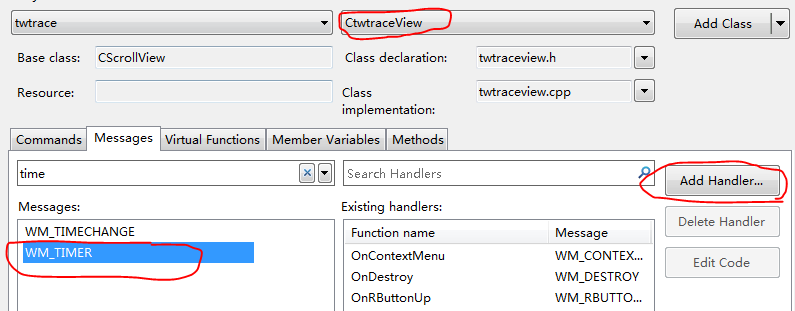 twtrace CtwtraceView Add Class
Base class: CScrollView Class declaration: twtraceview.h
Resource: Class implementation: twtraceview.cpp
Commands Messages Virtual Functions Member Variables Methods
time Search Handlers Add Handler...
Messages: Existing handlers: Delete Handler
WM_TIMECHANGE Function name Message
WM_TIMER OnContextMenu WM_CONTEX... Edit Code
OnDestroy WM_DESTROY
OnRButtonUp WM_RBUTTO...